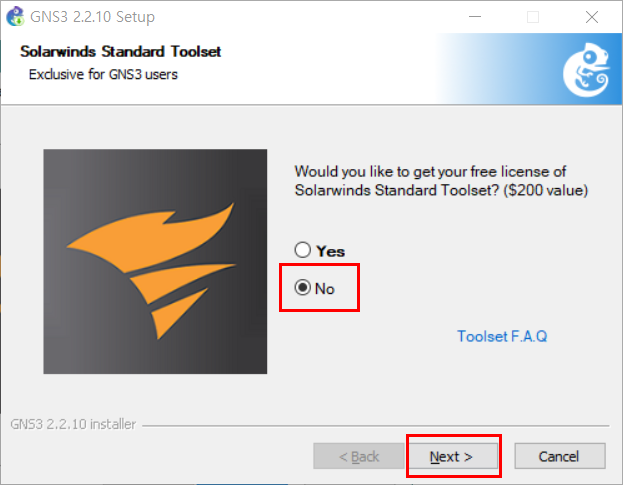 GNS3 2.2.10 Setup
Solarwinds Standard Toolset
Exclusive for GNS3 users
Would you like to get your free license of
Solarwinds Standard Toolset? ($200 value)
Yes
No
Toolset F.A.Q
GNS3 2.2.10 installer
< Back
Next >
Cancel